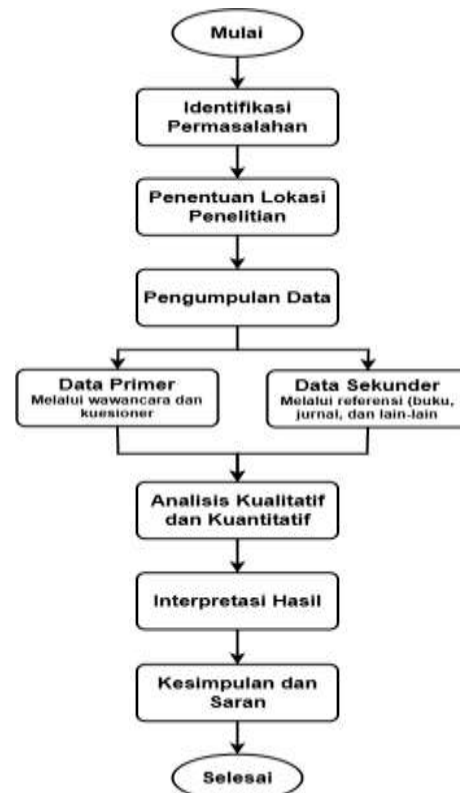 Mulai
Identifikasi
Permasalahan
Penentuan Lokasi
Penelitian
Pengumpulan Data
Data Primer
Melalui wawancara dan
kuesioner
Data Sekunder
Melalui referensi (buku,
jurnal, dan lain-lain
Analisis Kualitatif
dan Kuantitatif
Interpretasi Hasil
Kesimpulan dan
Saran
Selesai